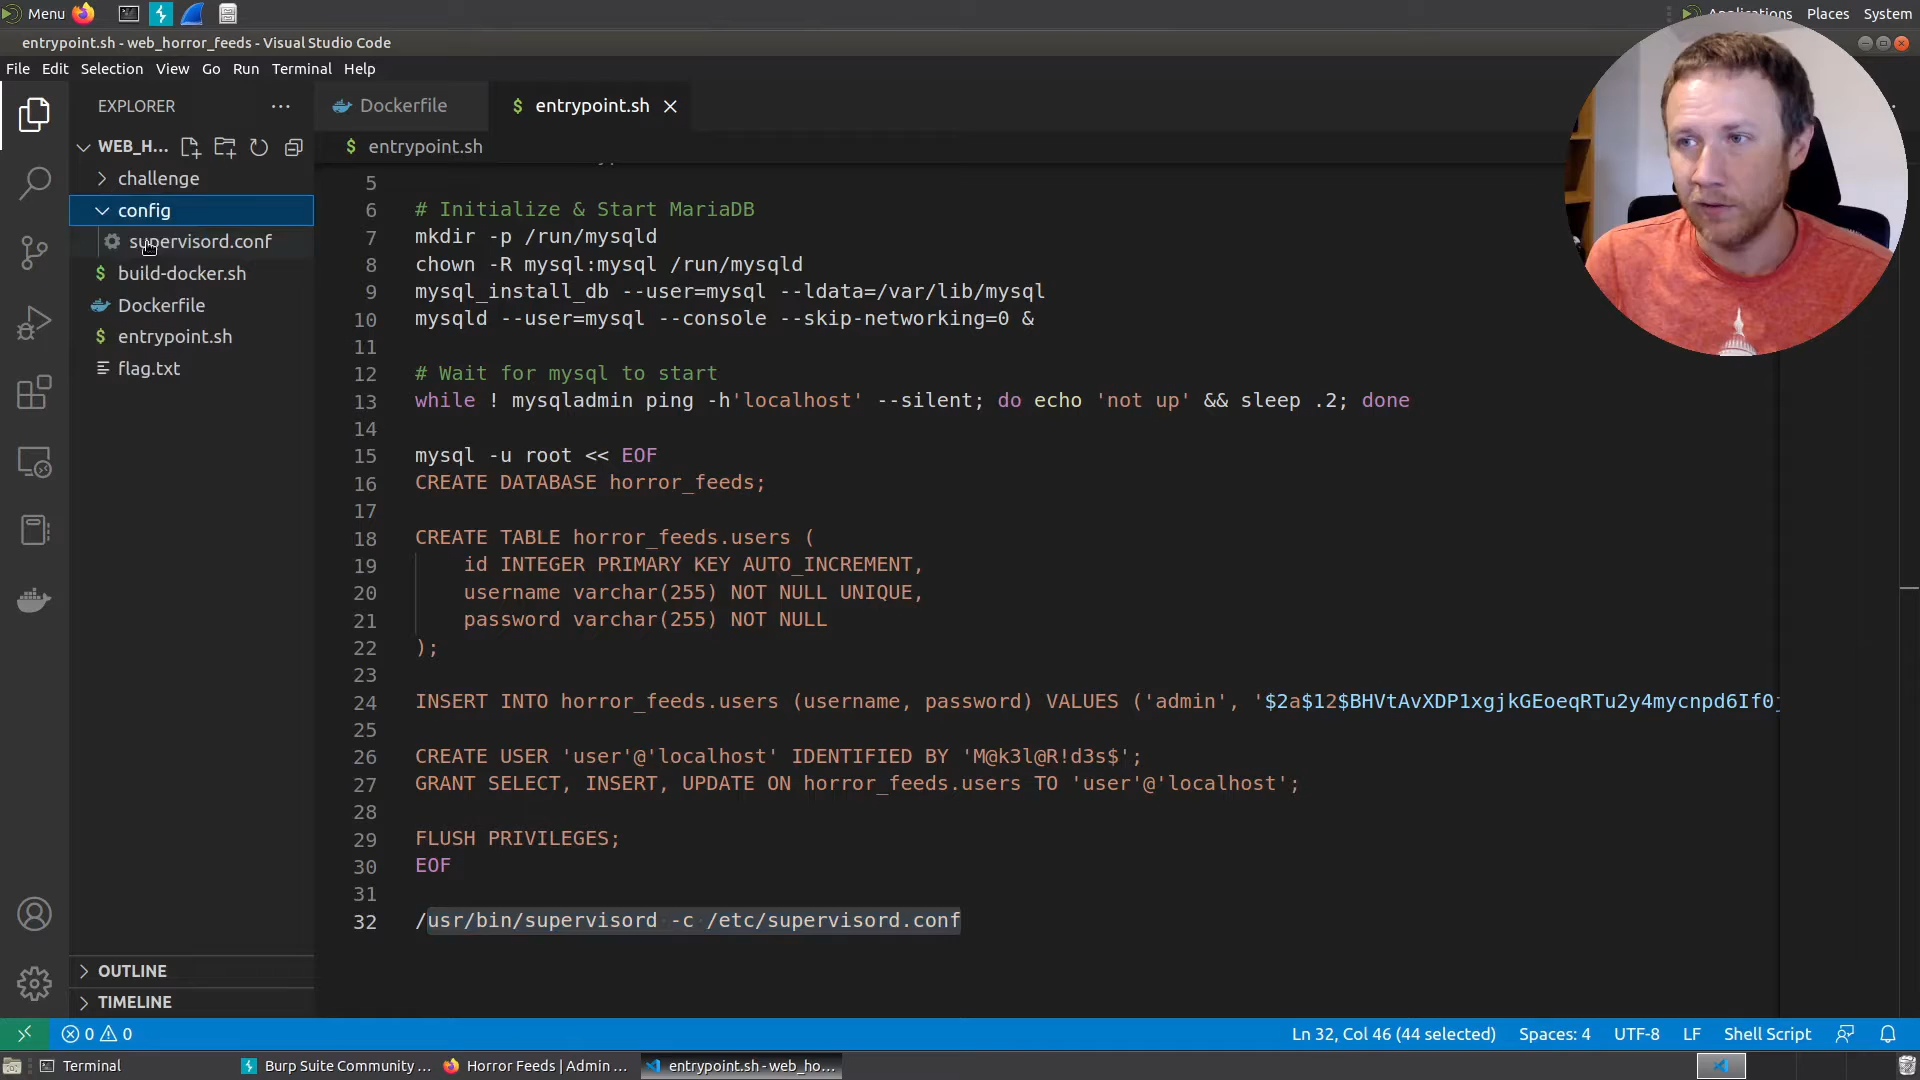 Menu
Applications Places System
entrypoint.sh - web_horror_feeds - Visual Studio Code
File Edit Selection View Go Run Terminal Help
EXPLORER
Dockerfile
entrypoint.sh
WEB_H...
entrypoint.sh
challenge
config
supervisord.conf
build-docker.sh
Dockerfile
entrypoint.sh
flag.txt
5
6 # Initialize & Start MariaDB
7 mkdir -p /run/mysqld
8 chown -R mysql:mysql /run/mysqld
9 mysql_install_db --user=mysql --ldata=/var/lib/mysql
10 mysqld --user=mysql --console --skip-networking=0 &
11
12 # Wait for mysql to start
13 while ! mysqladmin ping -h'localhost' --silent; do echo 'not up' && sleep .2; done
14
15 mysql -u root << EOF
16 CREATE DATABASE horror_feeds;
17
18 CREATE TABLE horror_feeds.users (
19 id INTEGER PRIMARY KEY AUTO_INCREMENT,
20 username varchar(255) NOT NULL UNIQUE,
21 password varchar(255) NOT NULL
22 );
23
24 INSERT INTO horror_feeds.users (username, password) VALUES ('admin', '$2a$12$BHVtAvXDP1xgjkGEoeqRTu2y4mycnpd6If0j
25
26 CREATE USER 'user'@'localhost' IDENTIFIED BY 'M@k3l@R!d3s$';
27 GRANT SELECT, INSERT, UPDATE ON horror_feeds.users TO 'user'@'localhost';
28
29 FLUSH PRIVILEGES;
30 EOF
31
32 /usr/bin/supervisord -c /etc/supervisord.conf
OUTLINE
TIMELINE
0 0
Ln 32, Col 46 (44 selected) Spaces: 4 UTF-8 LF Shell Script
Terminal
Burp Suite Community ...
Horror Feeds | Admin ...
entrypoint.sh - web_ho...